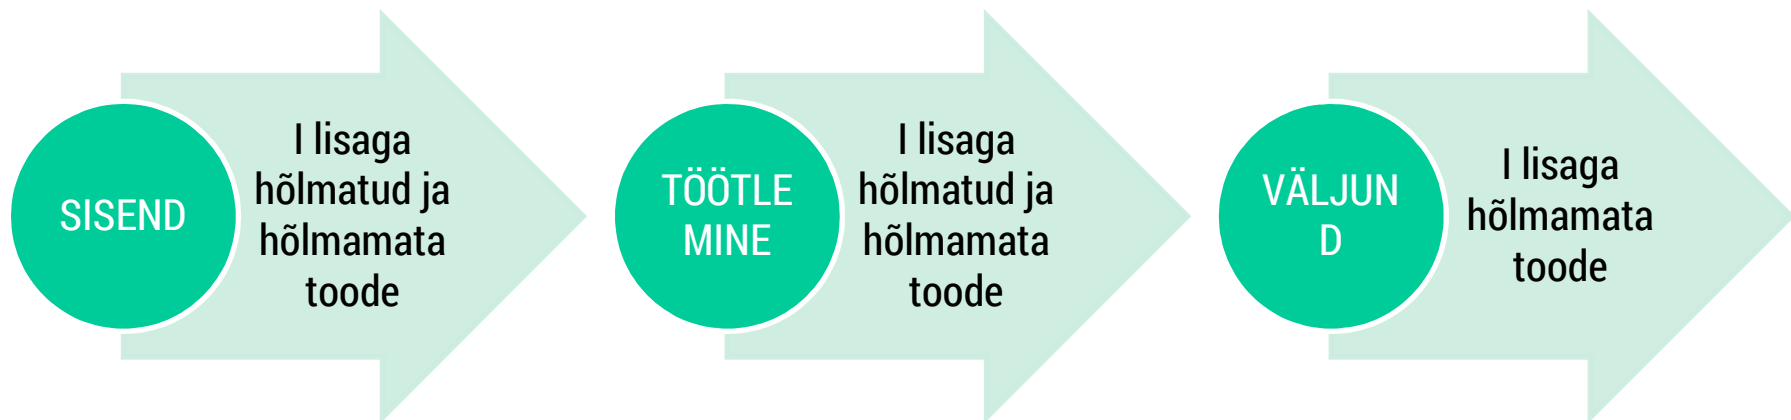 SISEND
I lisaga
hõlmatud ja
hõlmamata
toode
TÖÖTLE
MINE
I lisaga
hõlmatud ja
hõlmamata
toode
VÄLJUN
D
I lisaga
hõlmamata
toode